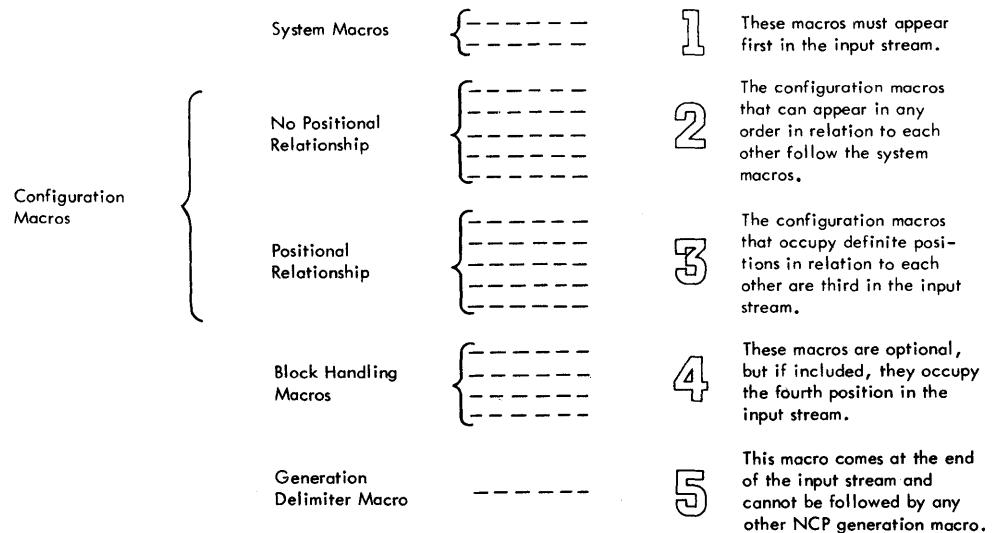 System Macros
1
These macros must appear
first in the input stream.
Configuration
Macros
No Positional
Relationship
2
The configuration macros
that can appear in any
order in relation to each
other follow the system
macros.
Positional
Relationship
3
The configuration macros
that occupy definite posi-
tions in relation to each
other are third in the input
stream.
Block Handling
Macros
4
These macros are optional,
but if included, they occupy
the fourth position in the
input stream.
Generation
Delimiter Macro
5
This macro comes at the end
of the input stream and
cannot be followed by any
other NCP generation macro.